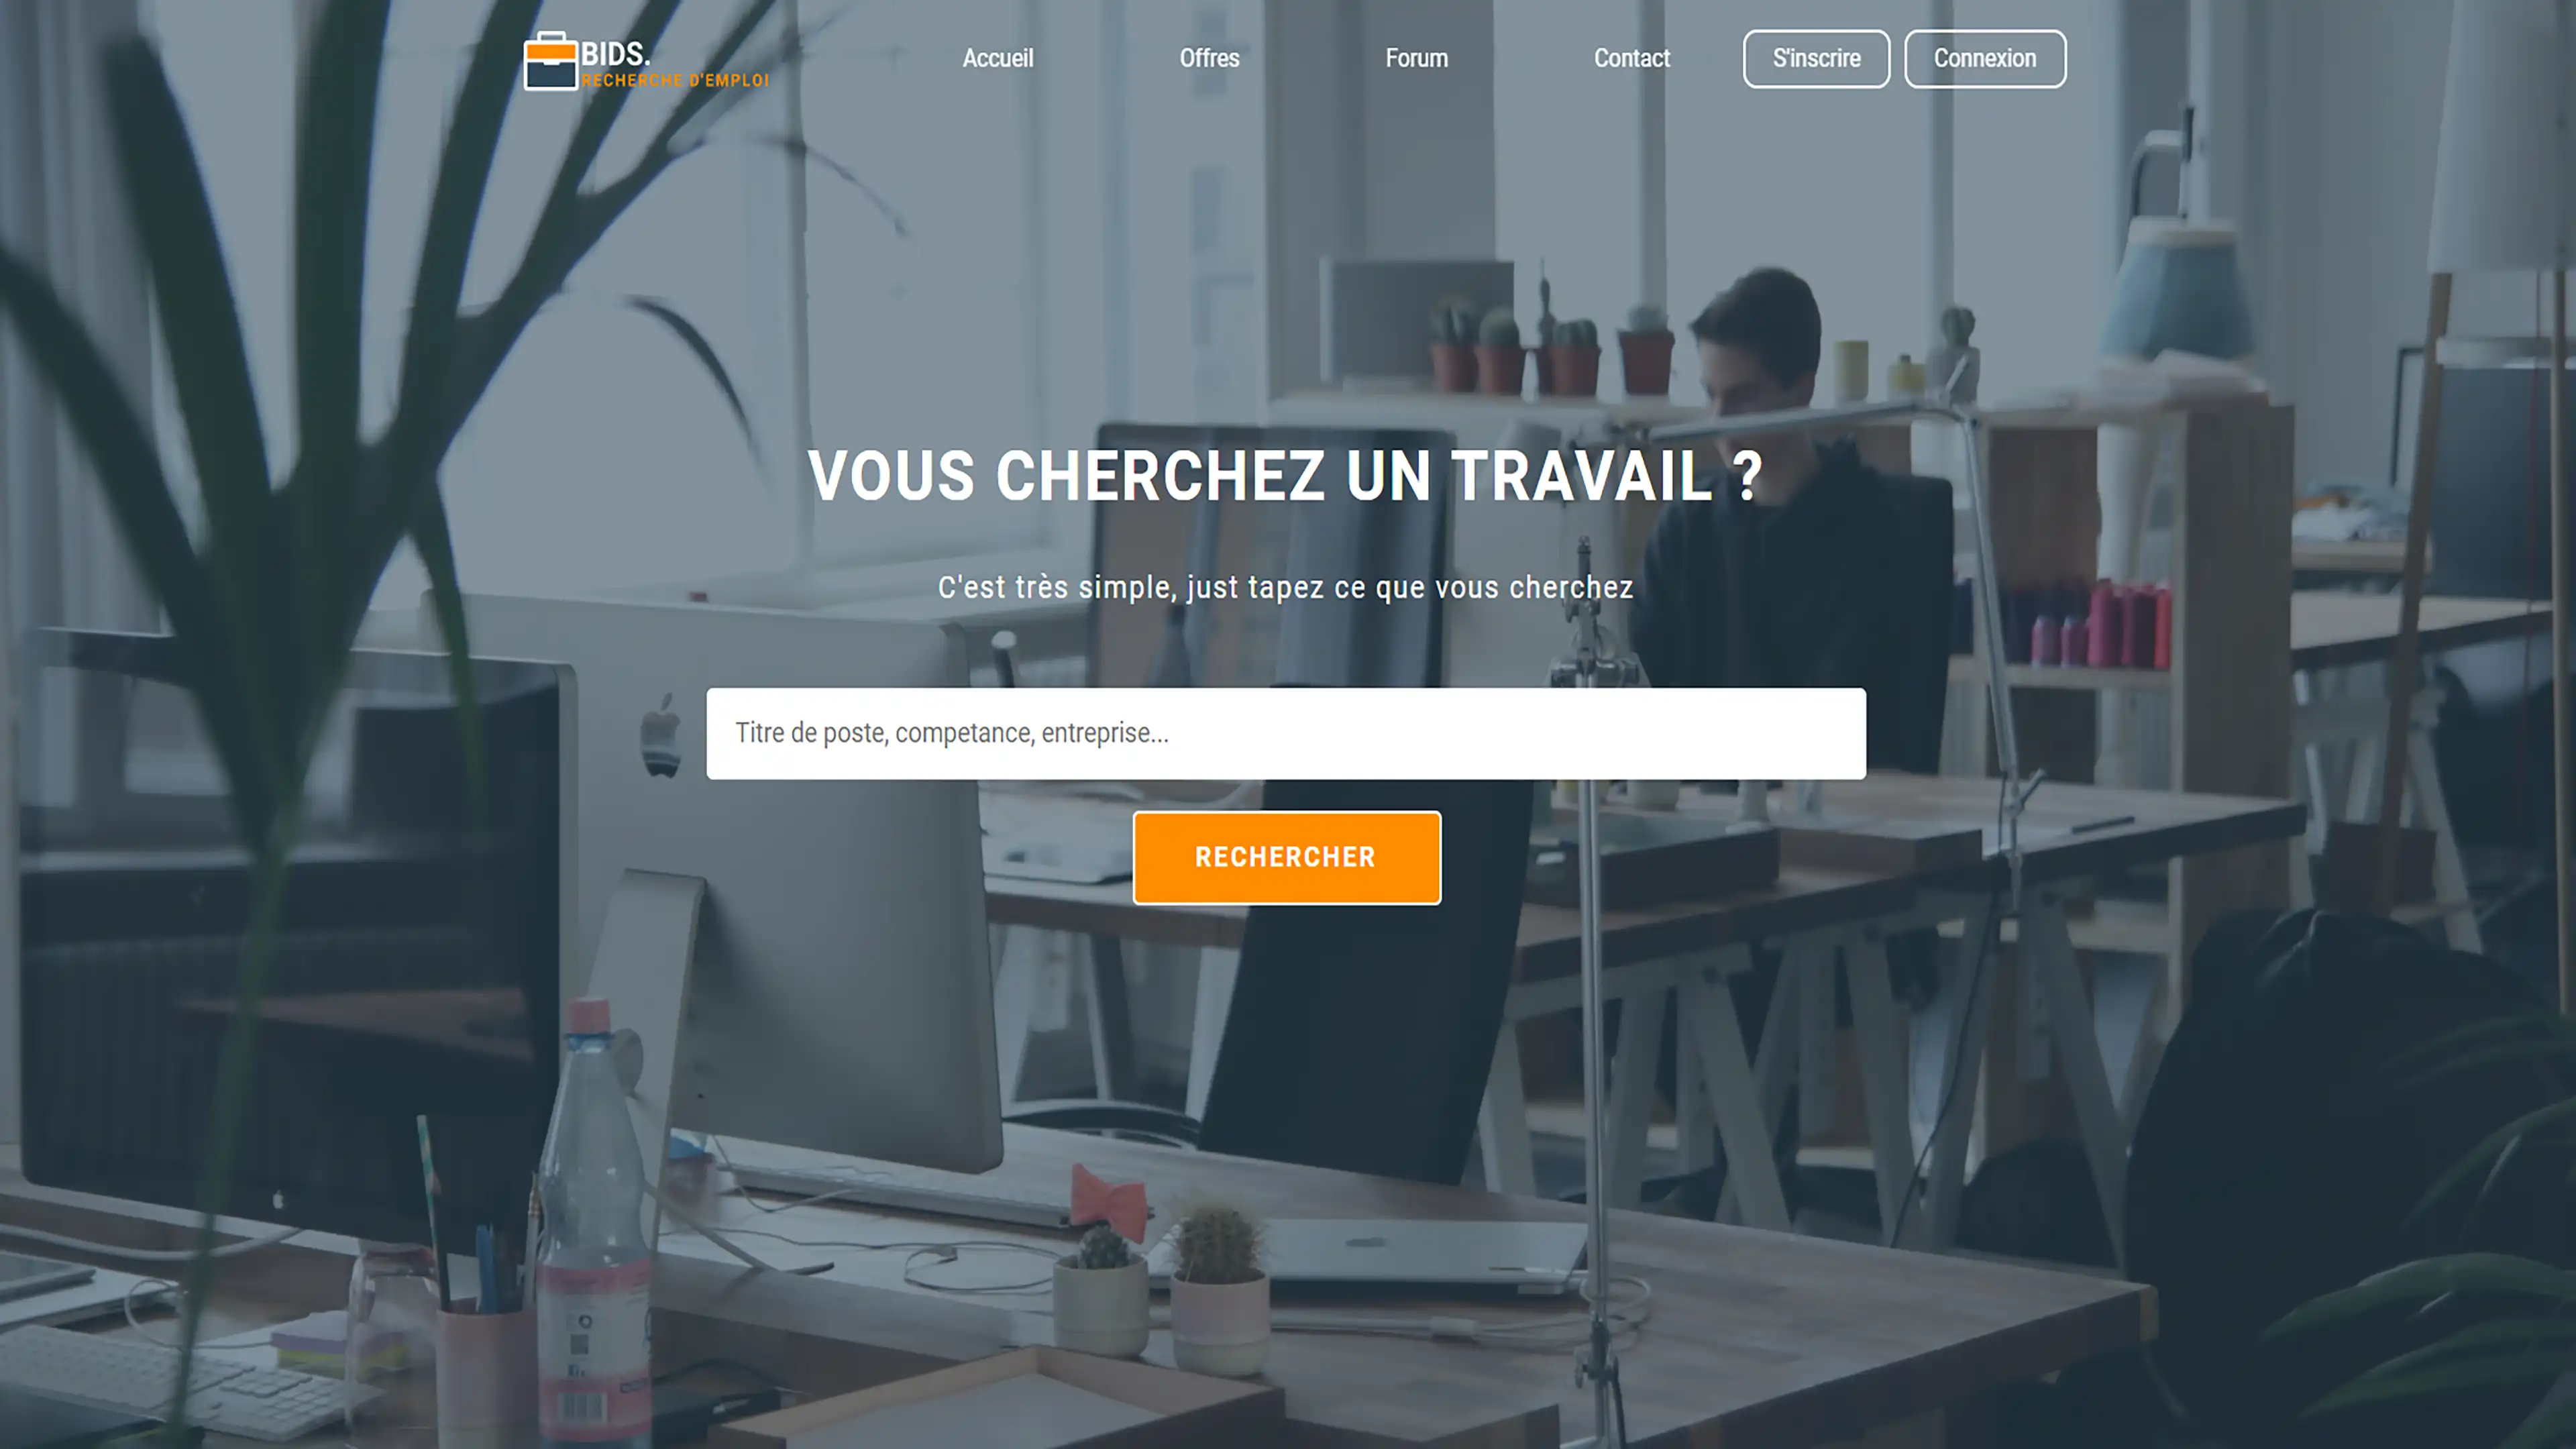 BIDS.
RECHERCHE D'EMPLOI
Accueil
Offres
Forum
Contact
S'inscrire
Connexion
VOUS CHERCHEZ UN TRAVAIL ?
C'est très simple, just tapez ce que vous cherchez
Titre de poste, competance, entreprise...
RECHERCHER